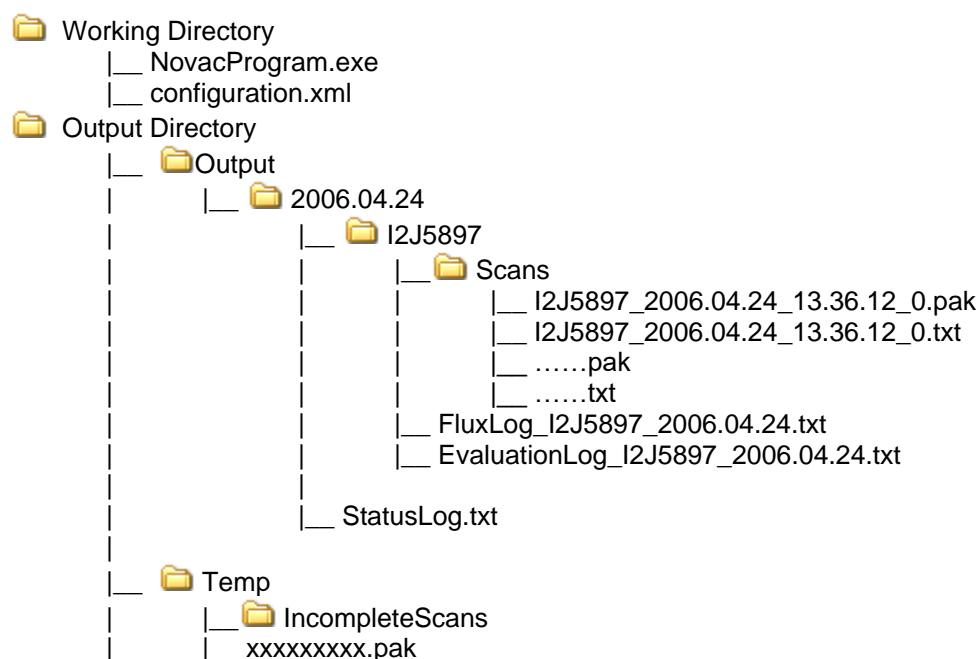 Working Directory
|__ NovacProgram.exe
|__ configuration.xml
Output Directory
|__ Output
| |__ 2006.04.24
| |__ I2J5897
| | |__ Scans
| | | |__ I2J5897_2006.04.24_13.36.12_0.pak
| | | |__ I2J5897_2006.04.24_13.36.12_0.txt
| | | |__ ……pak
| | | |__ ……txt
| | |__ FluxLog_I2J5897_2006.04.24.txt
| | |__ EvaluationLog_I2J5897_2006.04.24.txt
| |
| |__ StatusLog.txt
|
|__ Temp
| |__ IncompleteScans
| | xxxxxxxxxx.pak